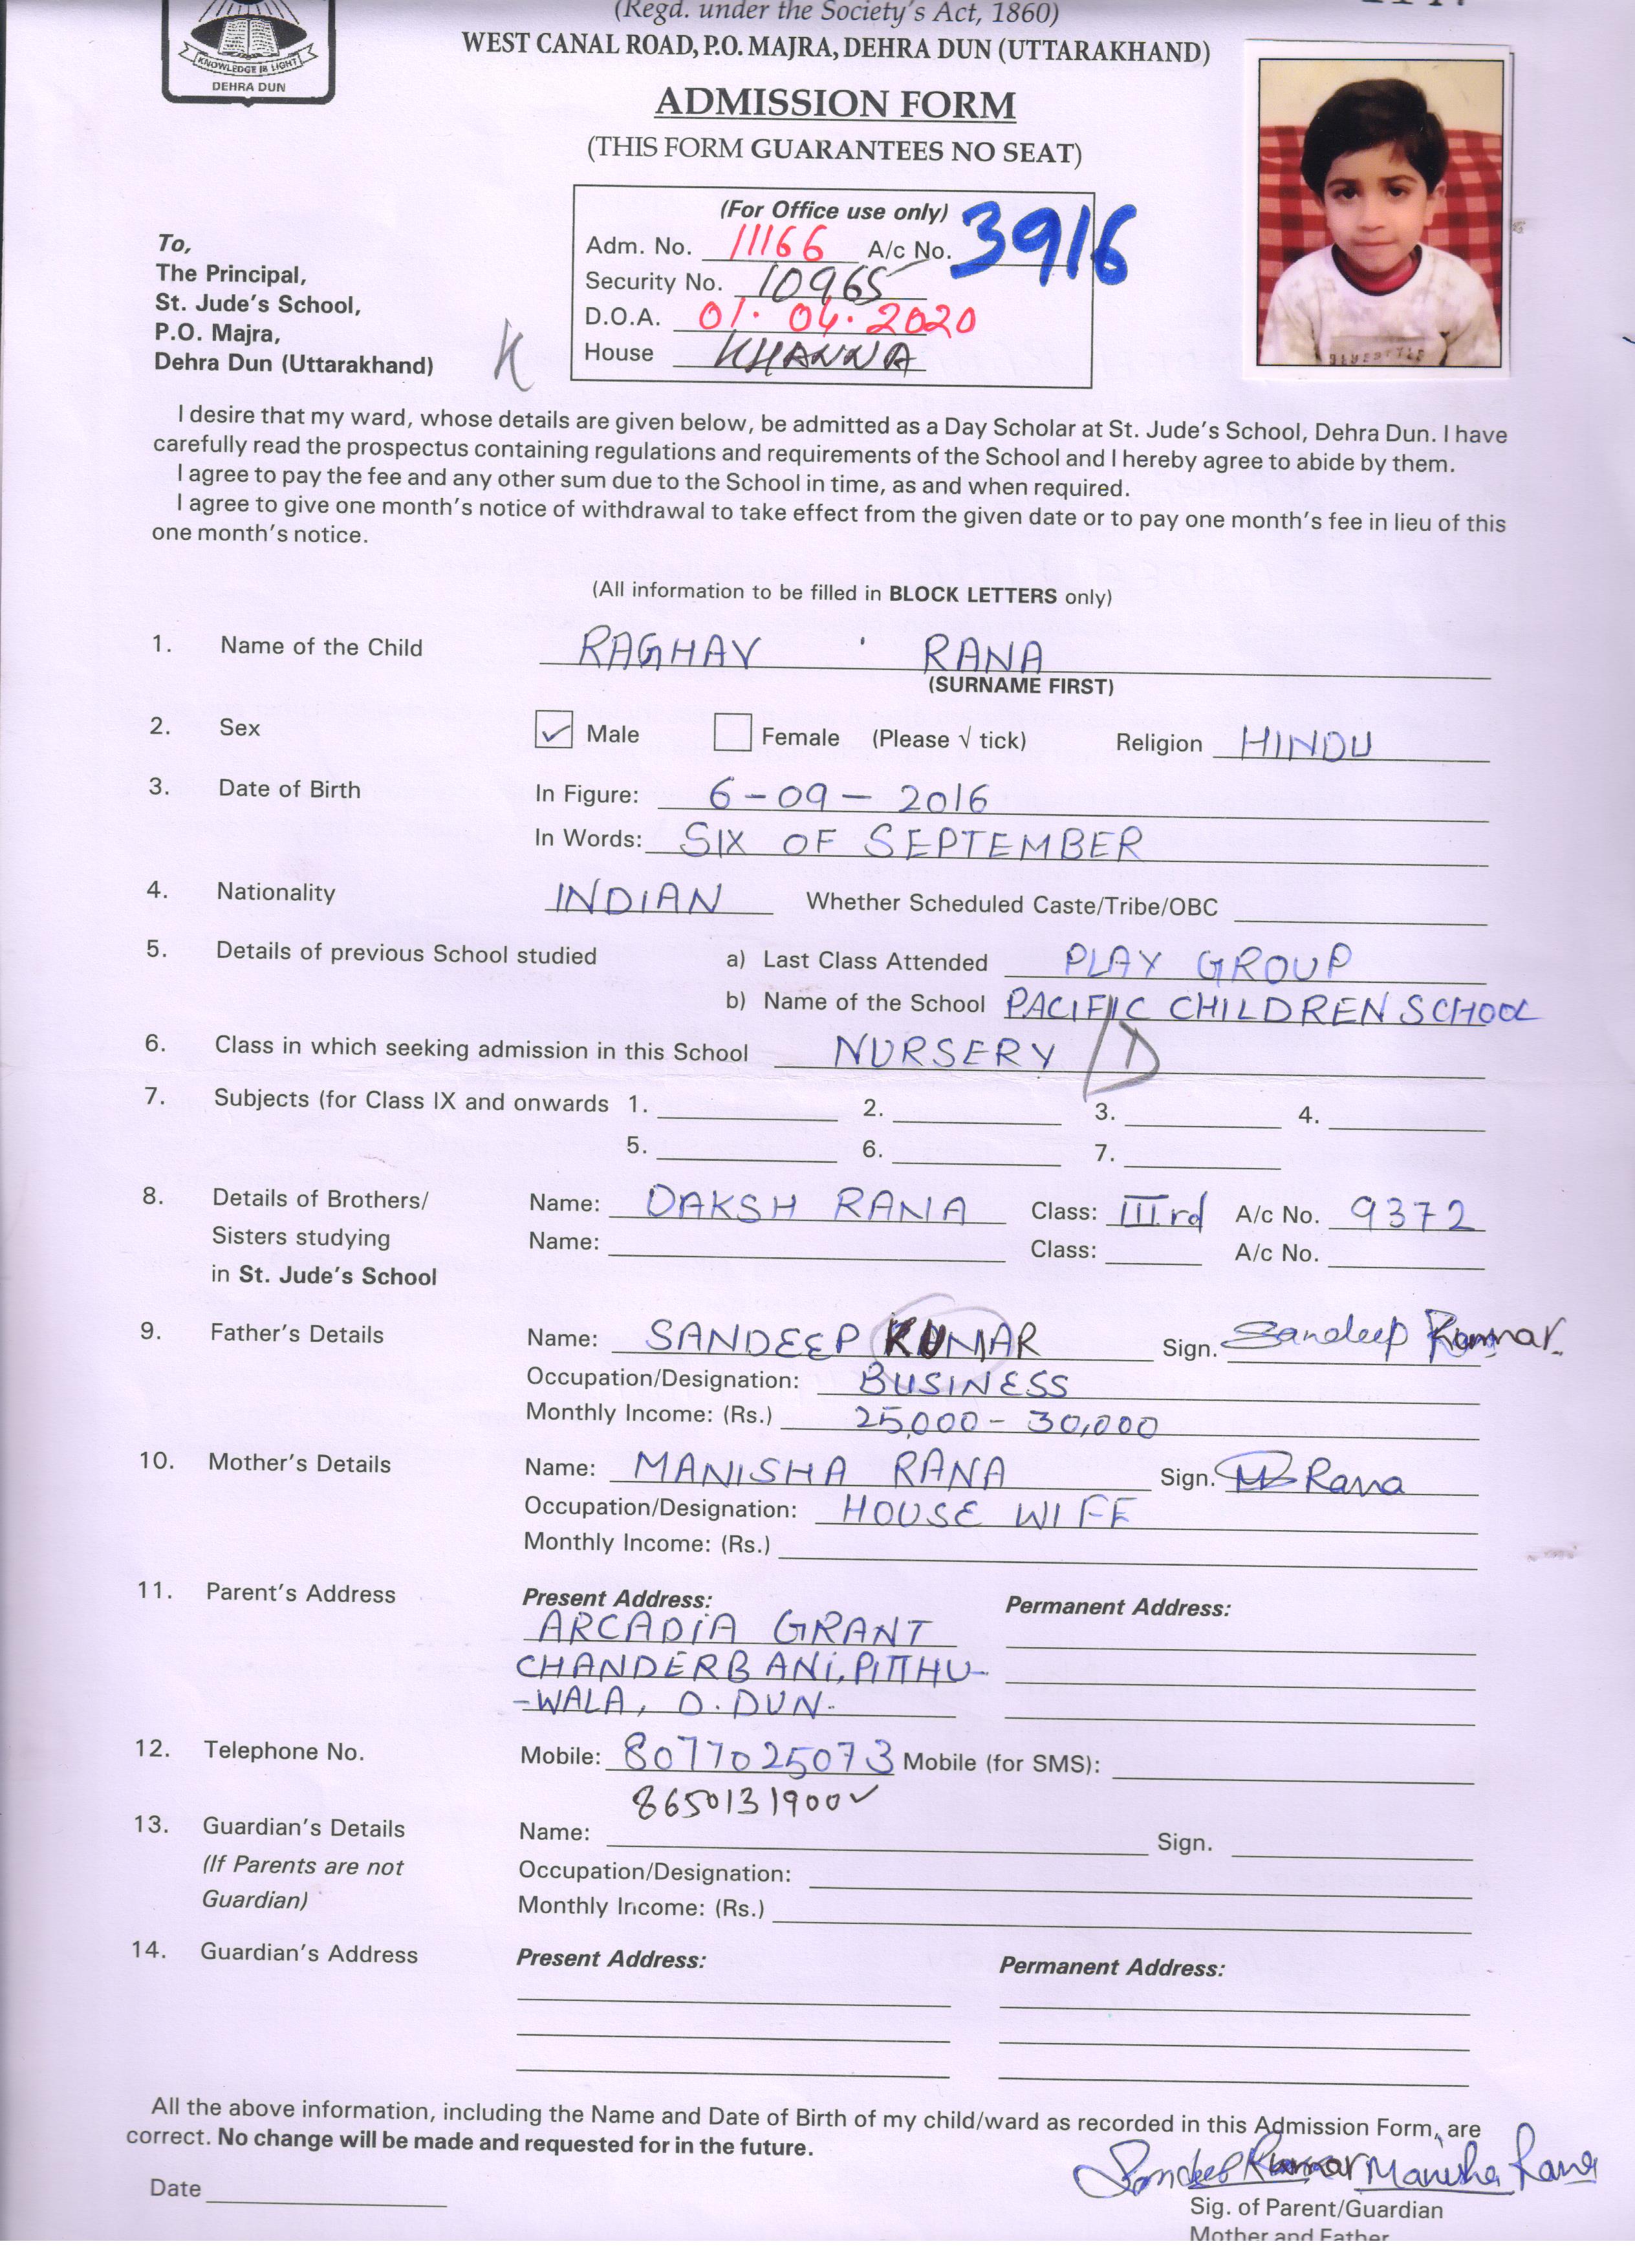 (Regd. under the Society's Act, 1860)
WEST CANAL ROAD, P.O. MAJRA, DEHRA DUN (UTTARAKHAND)
KNOWLEDGE IS LIGHT
DEHRA DUN
ADMISSION FORM
(THIS FORM GUARANTEES NO SEAT)
(For Office use only)
Adm. No. 11166 A/c No. 3916
Security No. 10965
D.O.A. 01.04.2020
House KHANNA
To,
The Principal,
St. Jude's School,
P.O. Majra,
Dehra Dun (Uttarakhand)
K
I desire that my ward, whose details are given below, be admitted as a Day Scholar at St. Jude's School, Dehra Dun. I have
carefully read the prospectus containing regulations and requirements of the School and I hereby agree to abide by them.
I agree to pay the fee and any other sum due to the School in time, as and when required.
I agree to give one month's notice of withdrawal to take effect from the given date or to pay one month's fee in lieu of this
one month's notice.
(All information to be filled in BLOCK LETTERS only)
1. Name of the Child RAGHAV RANA
(SURNAME FIRST)
2. Sex ✓ Male Female (Please √ tick) Religion HINDU
3. Date of Birth In Figure: 6-09-2016
In Words: SIX OF SEPTEMBER
4. Nationality INDIAN Whether Scheduled Caste/Tribe/OBC
5. Details of previous School studied a) Last Class Attended PLAY GROUP
b) Name of the School PACIFIC CHILDREN SCHOOL
6. Class in which seeking admission in this School NURSERY / D
7. Subjects (for Class IX and onwards 1. 2. 3. 4.
5. 6. 7.
8. Details of Brothers/ Name: DAKSH RANA Class: III rd A/c No. 9372
Sisters studying Name: Class: A/c No.
in St. Jude's School
9. Father's Details Name: SANDEEP KUMAR Sign. Sandeep Kumar.
Occupation/Designation: BUSINESS
Monthly Income: (Rs.) 25,000 - 30,000
10. Mother's Details Name: MANISHA RANA Sign. Rana
Occupation/Designation: HOUSE WIFE
Monthly Income: (Rs.)
11. Parent's Address Present Address: Permanent Address:
ARCADIA GRANT
CHANDERBANI, PITTHU-
-WALA, D.DUN.
12. Telephone No. Mobile: 8077025073 Mobile (for SMS):
8650131900 ✓
13. Guardian's Details Name: Sign.
(If Parents are not Occupation/Designation:
Guardian) Monthly Income: (Rs.)
14. Guardian's Address Present Address: Permanent Address:
All the above information, including the Name and Date of Birth of my child/ward as recorded in this Admission Form, are
correct. No change will be made and requested for in the future.
Sandeep Kumar Manisha Rana
Date
Sig. of Parent/Guardian
Mother and Father